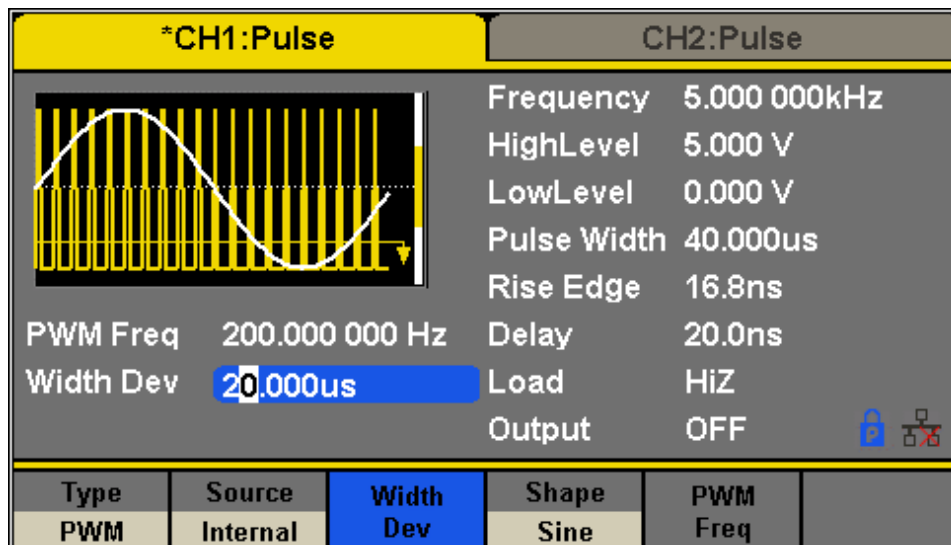 *CH1:Pulse
CH2:Pulse
Frequency 5.000 000kHz
HighLevel 5.000 V
LowLevel 0.000 V
Pulse Width 40.000us
Rise Edge 16.8ns
PWM Freq 200.000 000 Hz
Delay 20.0ns
Width Dev 20.000us
Load HiZ
Output OFF
P
Type
PWM
Source
Internal
Width
Dev
Shape
Sine
PWM
Freq